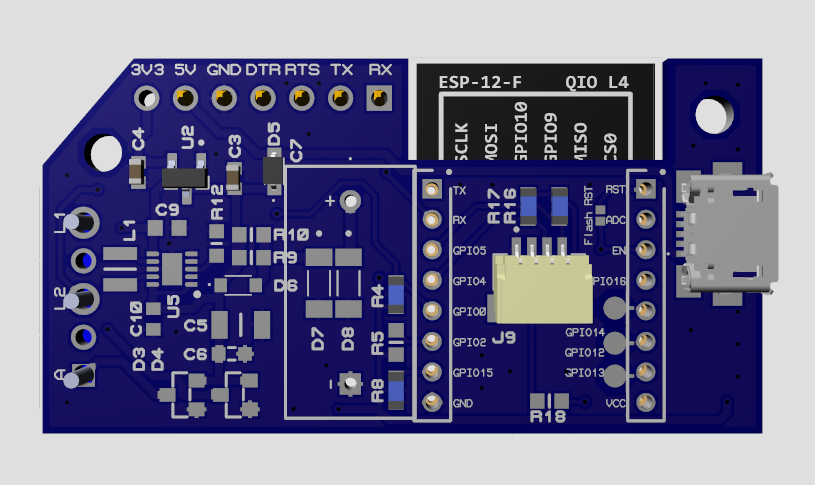 3V3 5V GND DTR RTS TX RX
ESP-12-F QIO L4
SCLK
MOSI
GPIO10
GPIO9
MISO
CS0
C4
U2
C3
D5
C7
R12
C9
L1
L1
L2
R10
R9
D6
U5
C10
C5
C6
D3
D4
A
+
-
D7
D8
R4
R5
R8
TX
RX
GPIO5
GPIO4
GPIO0
GPIO2
GPIO15
GND
R17
R16
Flash RST
J9
R18
RST
ADC
EN
PIO16
GPIO14
GPIO12
GPIO13
VCC